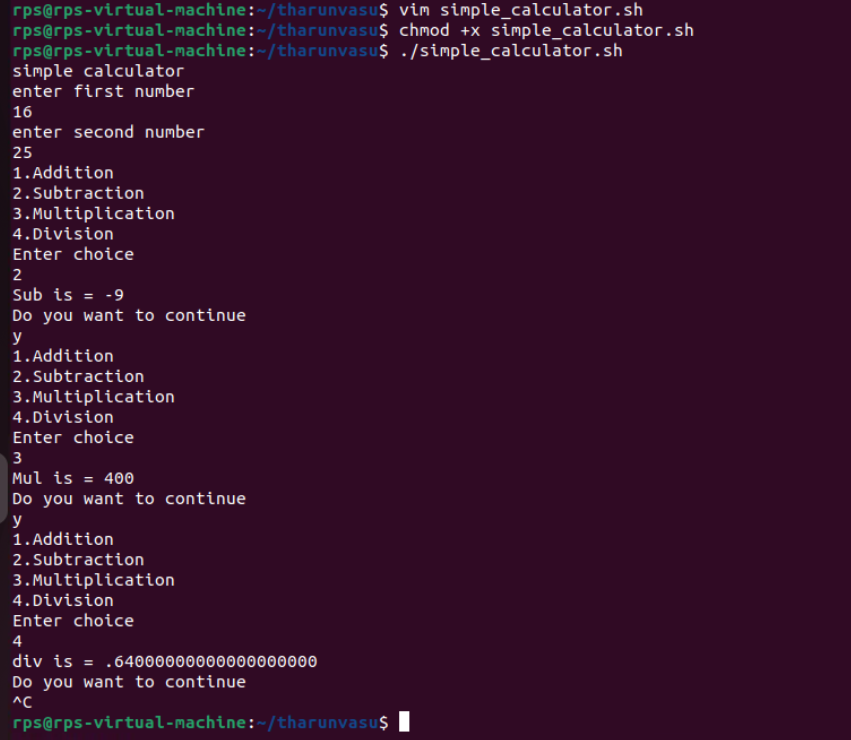 rps@rps-virtual-machine:~/tharunvasu$ vim simple_calculator.sh
rps@rps-virtual-machine:~/tharunvasu$ chmod +x simple_calculator.sh
rps@rps-virtual-machine:~/tharunvasu$ ./simple_calculator.sh
simple calculator
enter first number
16
enter second number
25
1.Addition
2.Subtraction
3.Multiplication
4.Division
Enter choice
2
Sub is = -9
Do you want to continue
y
1.Addition
2.Subtraction
3.Multiplication
4.Division
Enter choice
3
Mul is = 400
Do you want to continue
y
1.Addition
2.Subtraction
3.Multiplication
4.Division
Enter choice
4
div is = .64000000000000000000
Do you want to continue
^C
rps@rps-virtual-machine:~/tharunvasu$